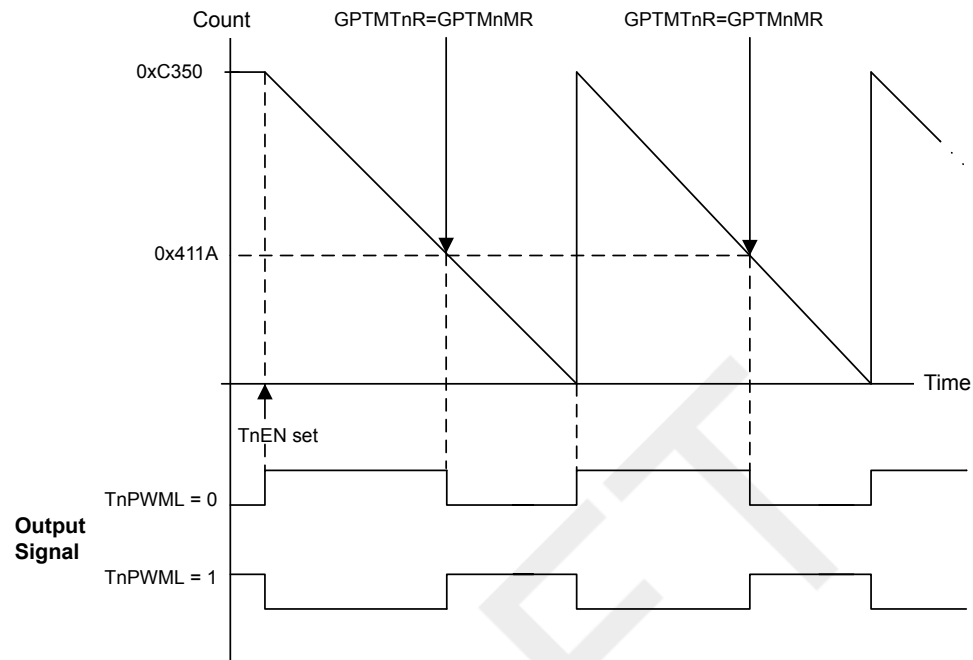 Count
GPTMTnR=GPTMnMR
GPTMTnR=GPTMnMR
0xC350
0x411A
Time
TnEN set
TnPWML = 0
Output
Signal
TnPWML = 1